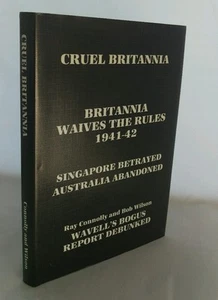 CRUEL BRITANNIA
BRITANNIA
WAIVES THE RULES
1941-42
SINGAPORE BETRAYED
AUSTRALIA ABANDONED
Ray Connolly and Bob Wilson
WAVELL'S BOGUS
REPORT DEBUNKED
CRUEL BRITANNIA
Connolly and Wilson